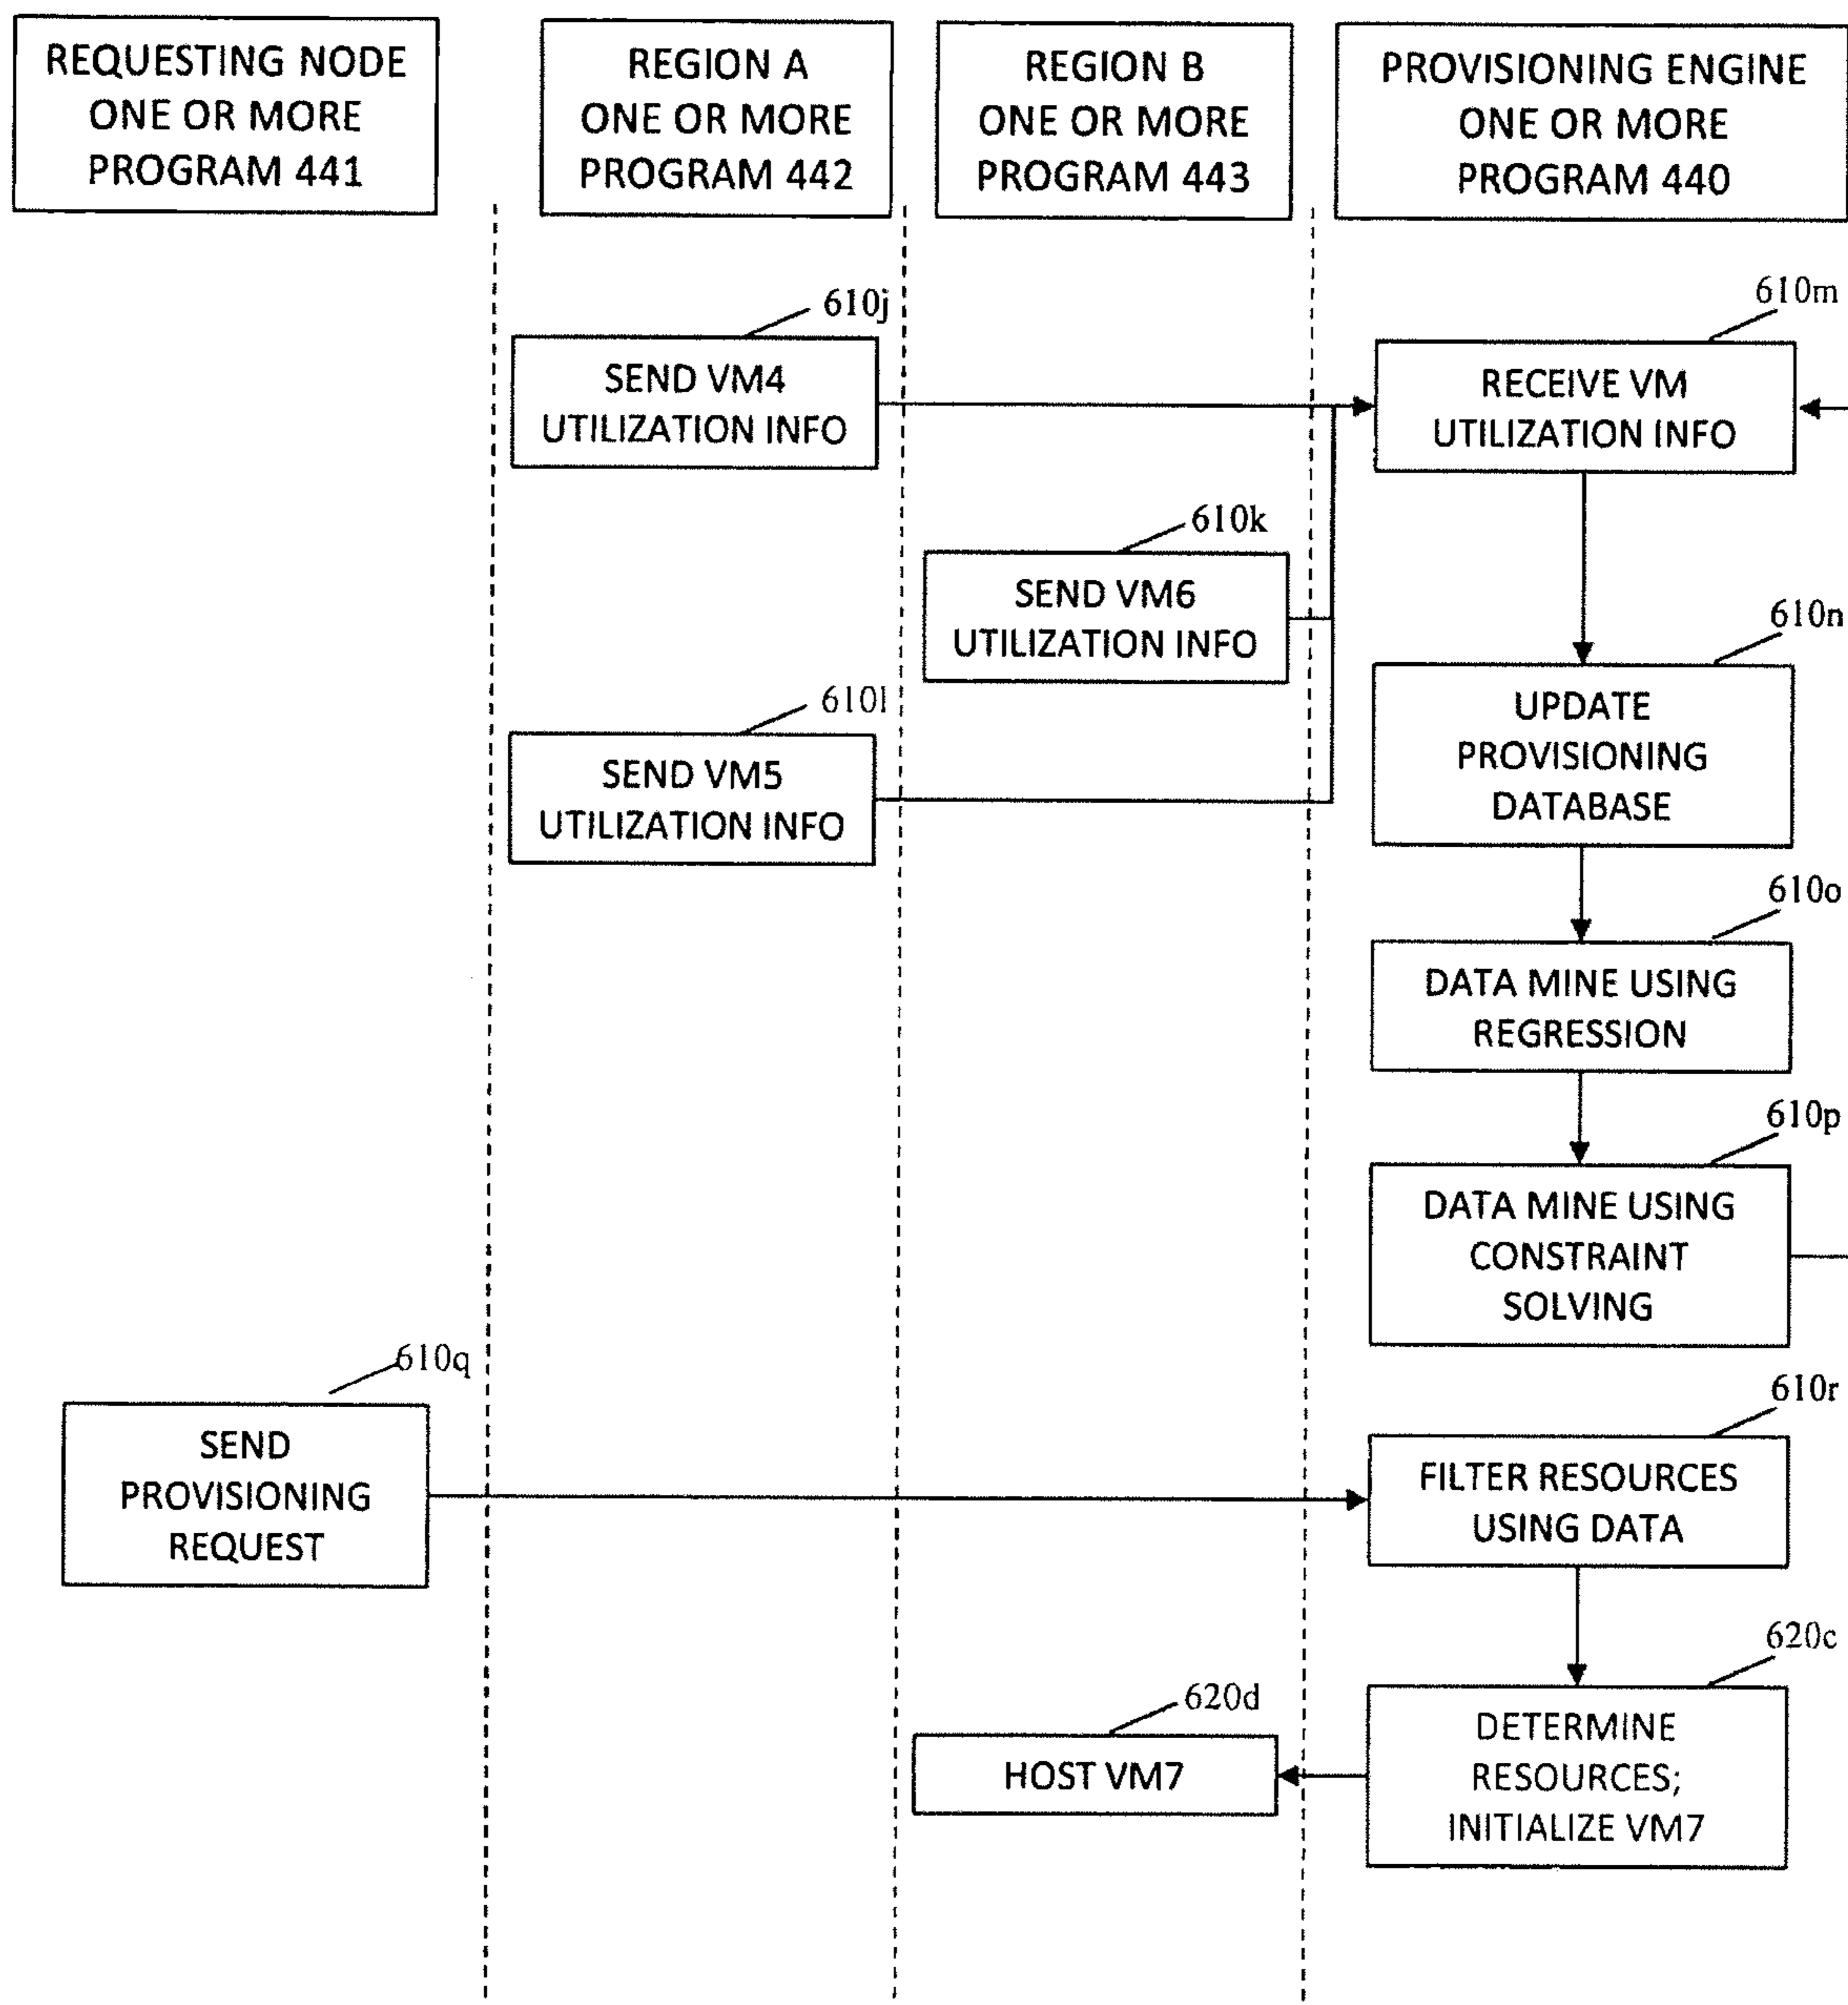 REQUESTING NODE
ONE OR MORE
PROGRAM 441
REGION A
ONE OR MORE
PROGRAM 442
REGION B
ONE OR MORE
PROGRAM 443
PROVISIONING ENGINE
ONE OR MORE
PROGRAM 440
610j
SEND VM4
UTILIZATION INFO
610m
RECEIVE VM
UTILIZATION INFO
610k
SEND VM6
UTILIZATION INFO
610l
SEND VM5
UTILIZATION INFO
610n
UPDATE
PROVISIONING
DATABASE
610o
DATA MINE USING
REGRESSION
610p
DATA MINE USING
CONSTRAINT
SOLVING
610q
SEND
PROVISIONING
REQUEST
610r
FILTER RESOURCES
USING DATA
620c
DETERMINE
RESOURCES;
INITIALIZE VM7
620d
HOST VM7